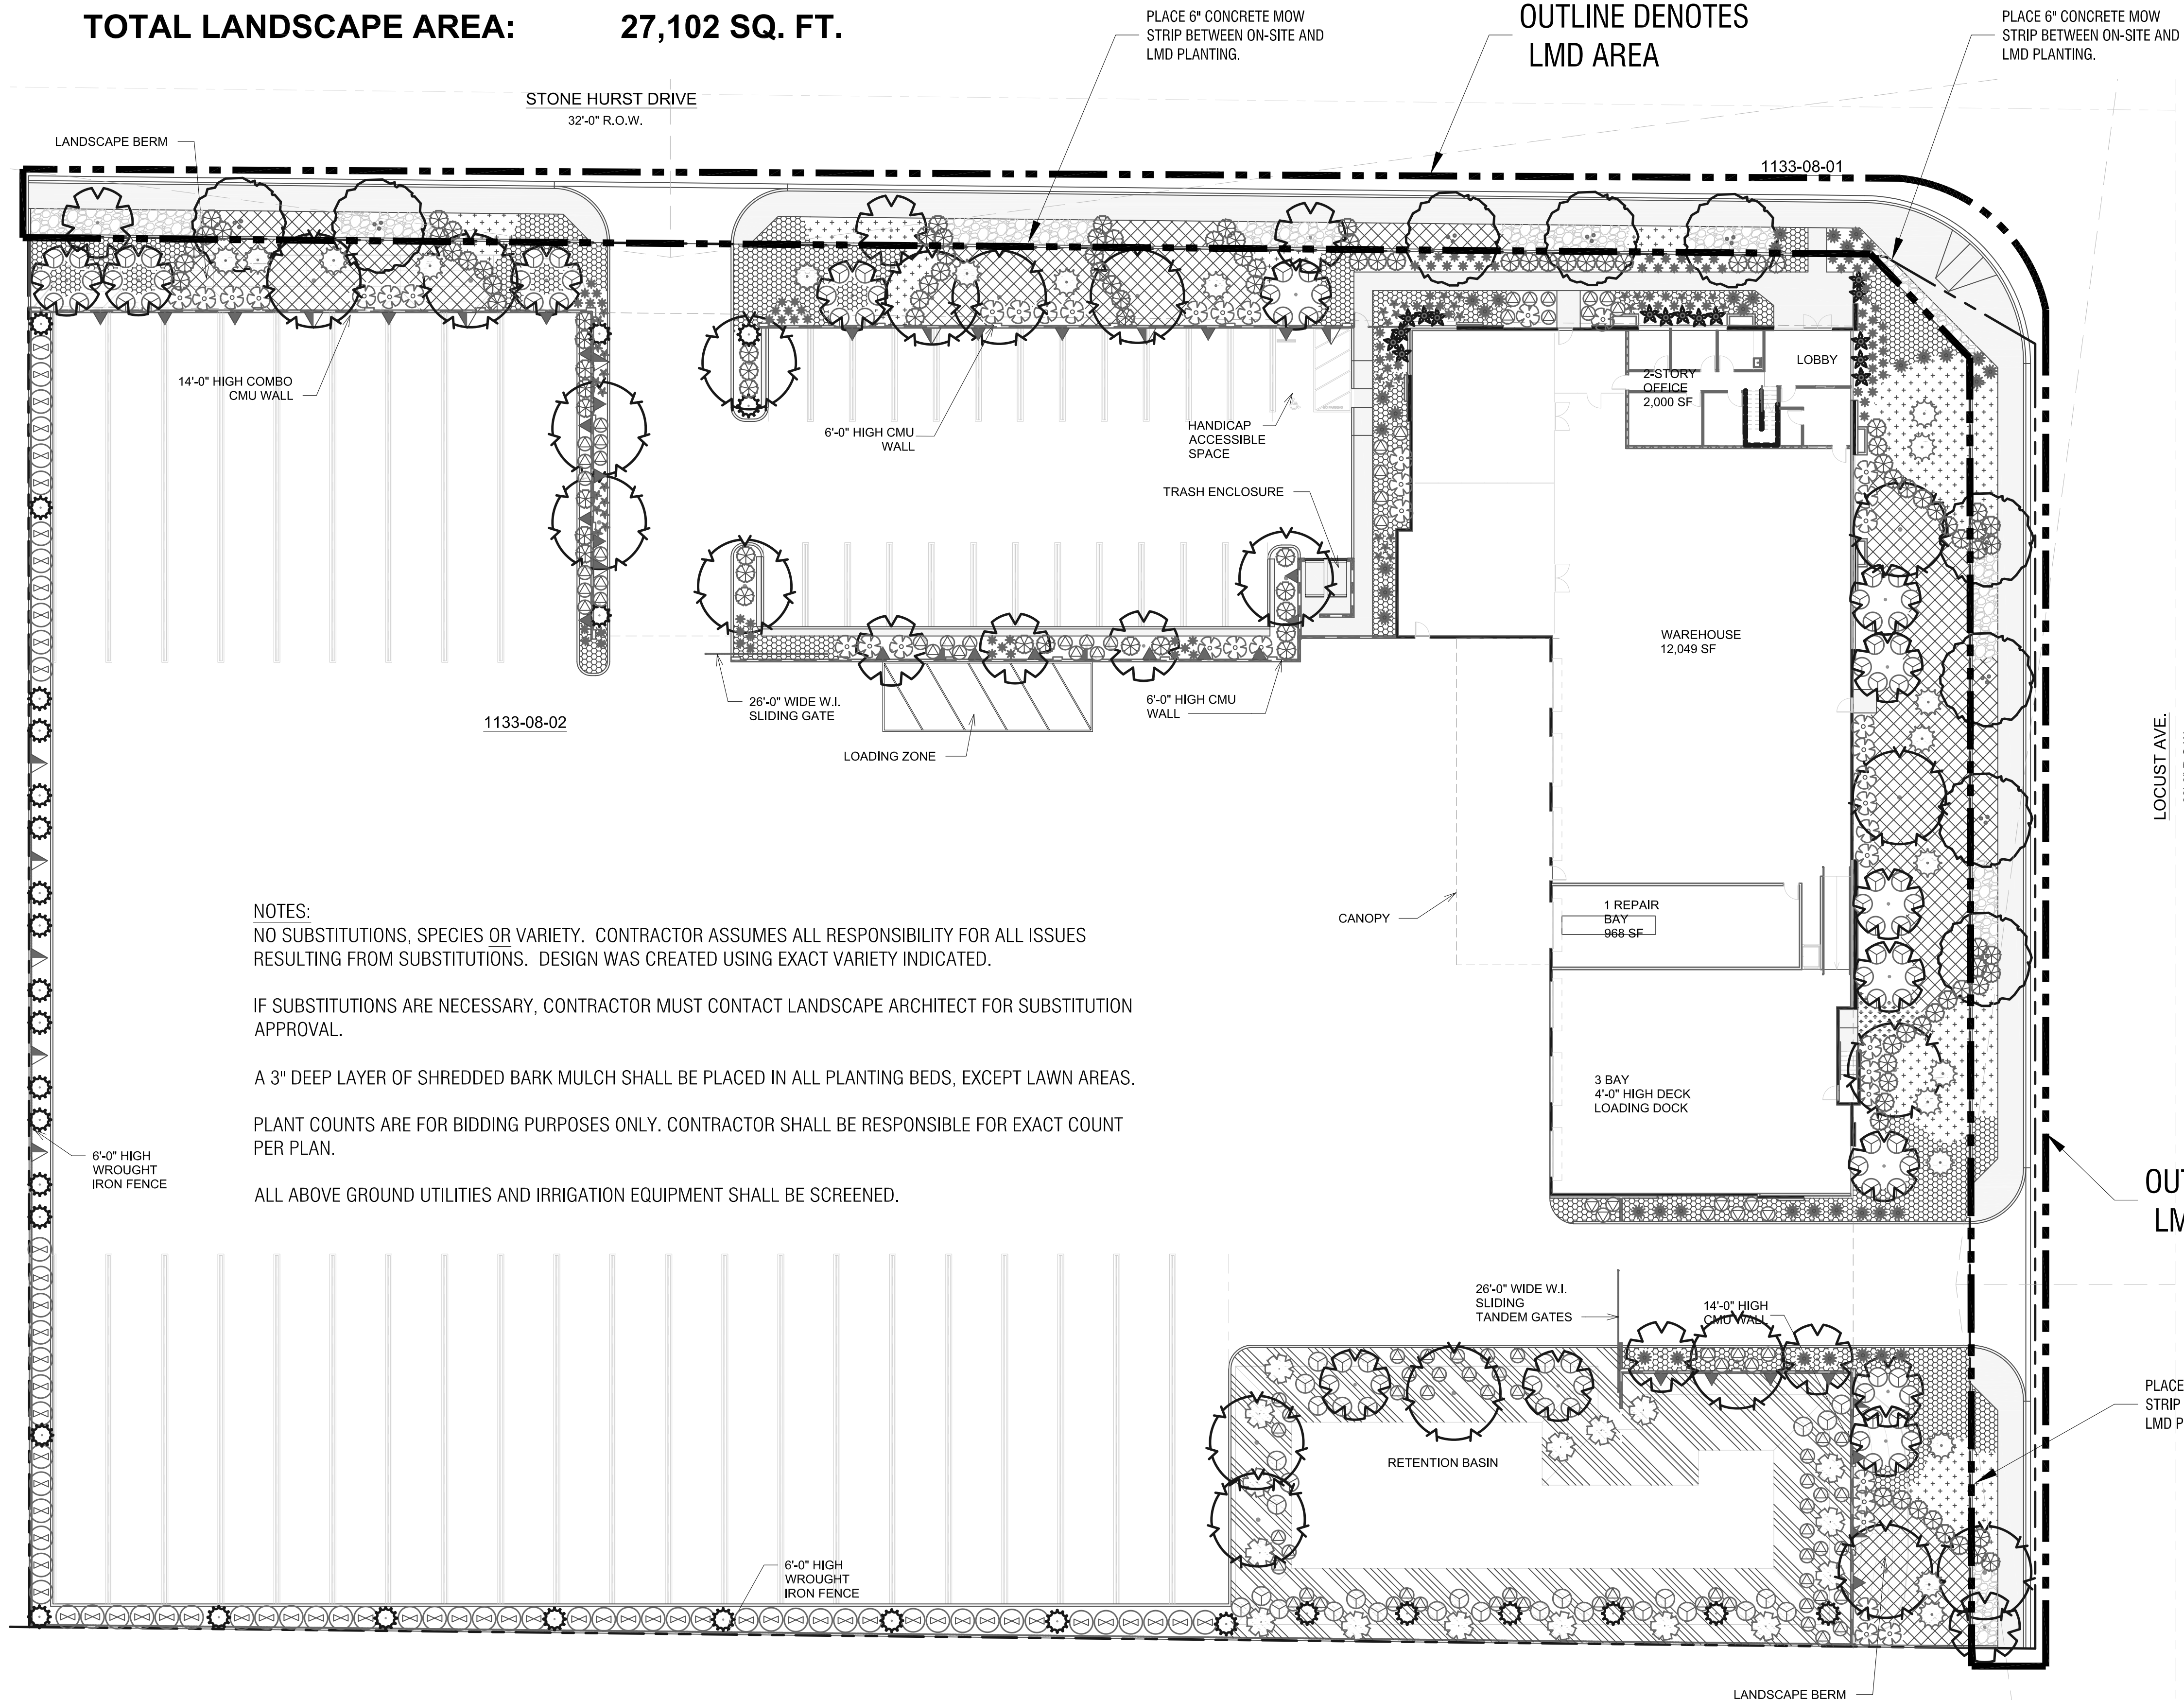 TOTAL LANDSCAPE AREA: 27,102 SQ. FT.
PLACE 6" CONCRETE MOW
STRIP BETWEEN ON-SITE AND
LMD PLANTING.
OUTLINE DENOTES
LMD AREA
PLACE 6" CONCRETE MOW
STRIP BETWEEN ON-SITE AND
LMD PLANTING.
STONE HURST DRIVE
32'-0" R.O.W.
LANDSCAPE BERM
1133-08-01
14'-0" HIGH COMBO
CMU WALL
6'-0" HIGH CMU
WALL
HANDICAP
ACCESSIBLE
SPACE
2-STORY
OFFICE
2,000 SF
LOBBY
TRASH ENCLOSURE
WAREHOUSE
12,049 SF
1133-08-02
26'-0" WIDE W.I.
SLIDING GATE
6'-0" HIGH CMU
WALL
LOADING ZONE
LOCUST AVE.
CANOPY
1 REPAIR
BAY
968 SF
NOTES:
NO SUBSTITUTIONS, SPECIES OR VARIETY. CONTRACTOR ASSUMES ALL RESPONSIBILITY FOR ALL ISSUES
RESULTING FROM SUBSTITUTIONS. DESIGN WAS CREATED USING EXACT VARIETY INDICATED.
IF SUBSTITUTIONS ARE NECESSARY, CONTRACTOR MUST CONTACT LANDSCAPE ARCHITECT FOR SUBSTITUTION
APPROVAL.
A 3" DEEP LAYER OF SHREDDED BARK MULCH SHALL BE PLACED IN ALL PLANTING BEDS, EXCEPT LAWN AREAS.
PLANT COUNTS ARE FOR BIDDING PURPOSES ONLY. CONTRACTOR SHALL BE RESPONSIBLE FOR EXACT COUNT
PER PLAN.
ALL ABOVE GROUND UTILITIES AND IRRIGATION EQUIPMENT SHALL BE SCREENED.
3 BAY
4'-0" HIGH DECK
LOADING DOCK
6'-0" HIGH
WROUGHT
IRON FENCE
OUT
LM
26'-0" WIDE W.I.
SLIDING
TANDEM GATES
14'-0" HIGH
CMU WALL
PLACE
STRIP
LMD P
RETENTION BASIN
6'-0" HIGH
WROUGHT
IRON FENCE
LANDSCAPE BERM